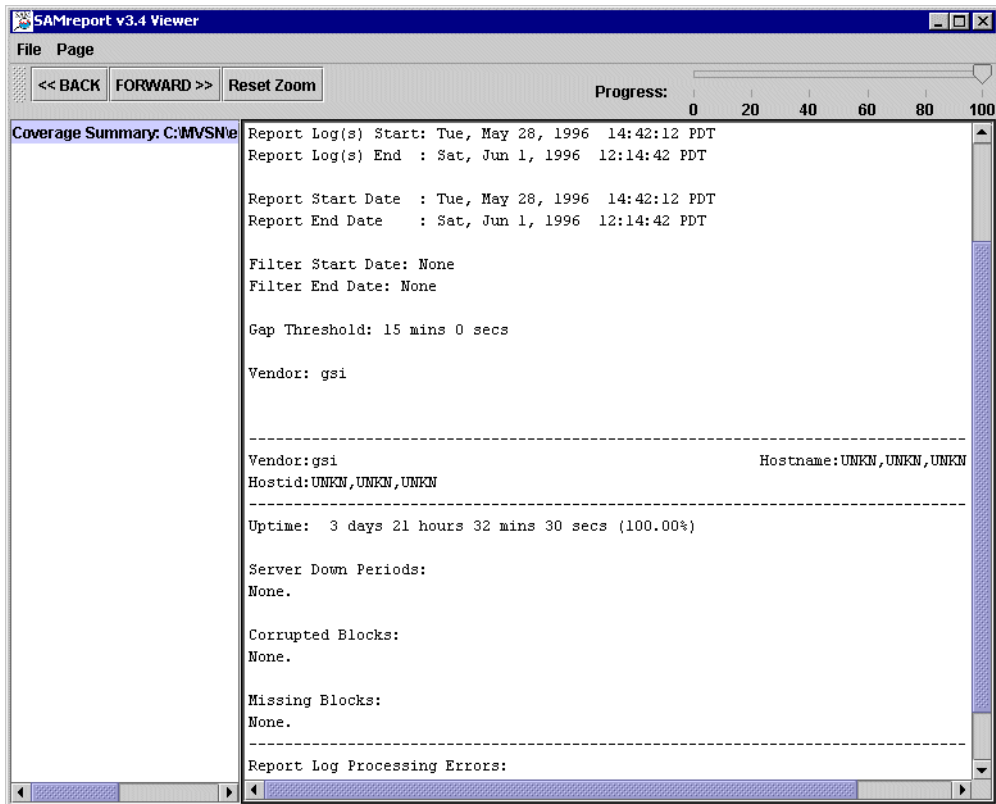 SAMreport v3.4 Viewer
File Page
<< BACK FORWARD >> Reset Zoom Progress:
0 20 40 60 80 100
Coverage Summary: C:\MVSN\e
Report Log(s) Start: Tue, May 28, 1996 14:42:12 PDT
Report Log(s) End : Sat, Jun 1, 1996 12:14:42 PDT
Report Start Date : Tue, May 28, 1996 14:42:12 PDT
Report End Date : Sat, Jun 1, 1996 12:14:42 PDT
Filter Start Date: None
Filter End Date: None
Gap Threshold: 15 mins 0 secs
Vendor: gsi
--------------------------------------------------------------------------------
Vendor:gsi Hostname:UNKN,UNKN,UNKN
Hostid:UNKN,UNKN,UNKN
--------------------------------------------------------------------------------
Uptime: 3 days 21 hours 32 mins 30 secs (100.00%)
Server Down Periods:
None.
Corrupted Blocks:
None.
Missing Blocks:
None.
--------------------------------------------------------------------------------
Report Log Processing Errors: